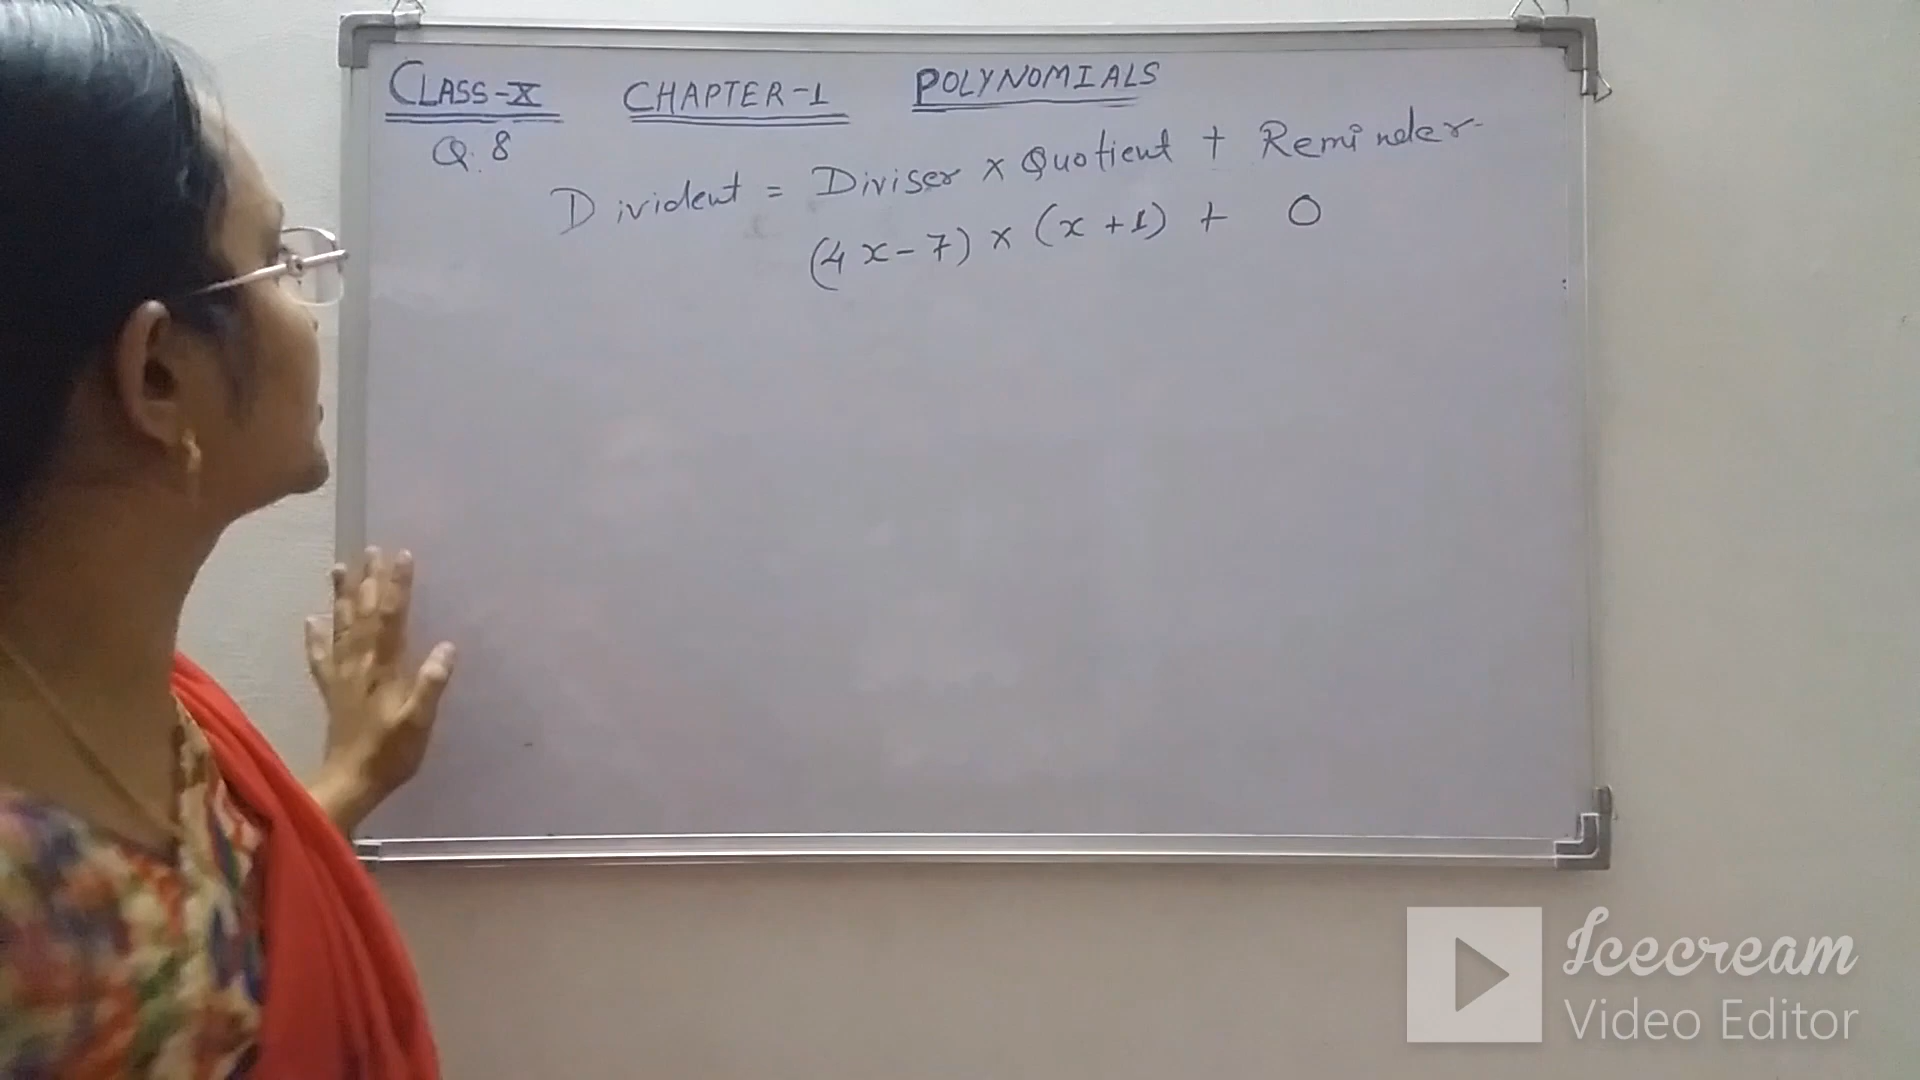 CLASS-X CHAPTER-1 POLYNOMIALS
Q. 8
Divident = Diviser × Quotient + Reminder
(4x-7) × (x+1) + 0
Icecream
Video Editor